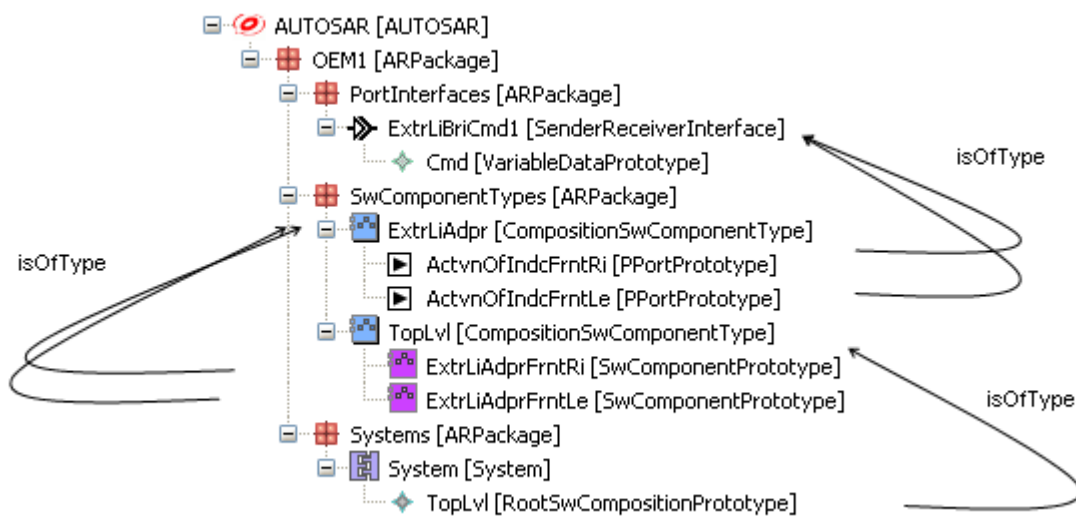 AUTOSAR [AUTOSAR]
OEM1 [ARPackage]
PortInterfaces [ARPackage]
ExtrLiBriCmd1 [SenderReceiverInterface]
Cmd [VariableDataPrototype]
isOfType
SwComponentTypes [ARPackage]
ExtrLiAdpr [CompositionSwComponentType]
isOfType
ActvnOfIndcFrntRi [PPortPrototype]
ActvnOfIndcFrntLe [PPortPrototype]
TopLvl [CompositionSwComponentType]
ExtrLiAdprFrntRi [SwComponentPrototype]
ExtrLiAdprFrntLe [SwComponentPrototype]
isOfType
Systems [ARPackage]
System [System]
TopLvl [RootSwCompositionPrototype]